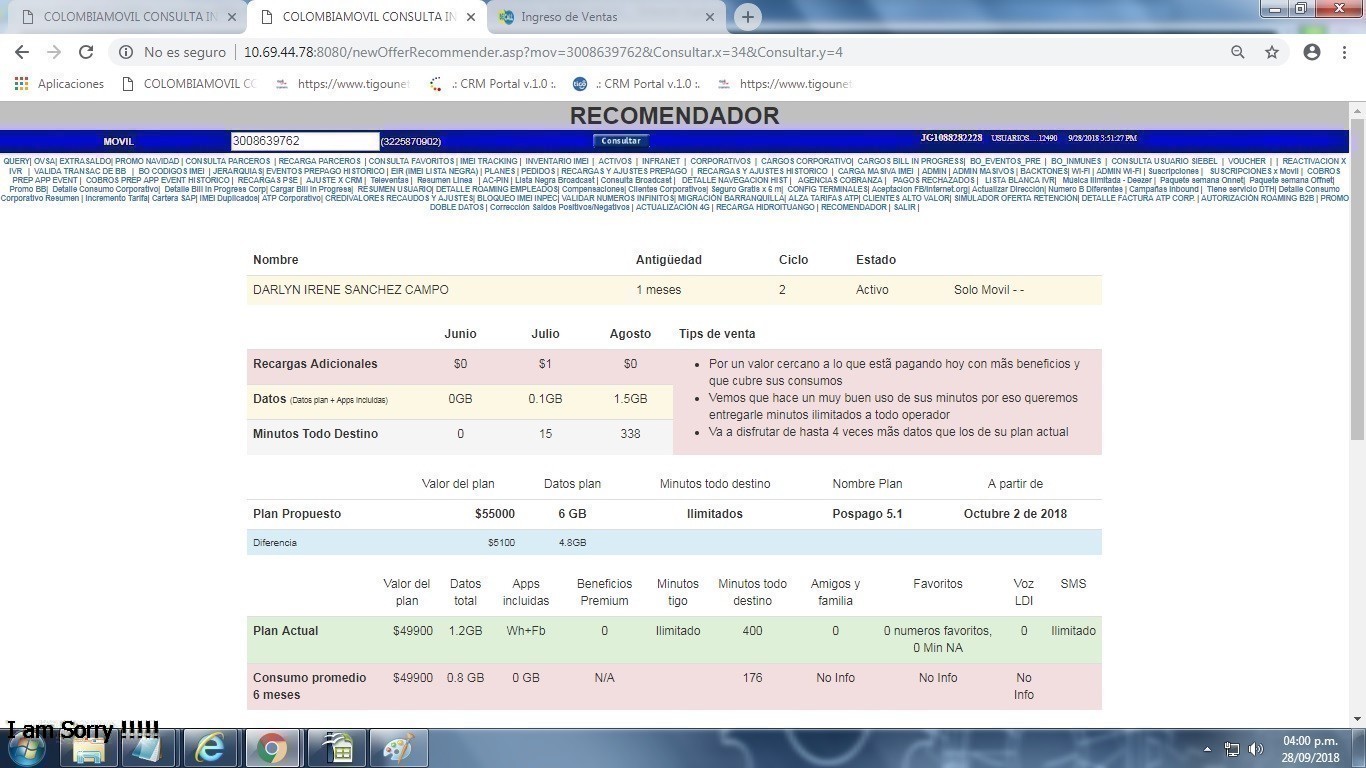 COLOMBIAMOVIL CONSULTA IN
COLOMBIAMOVIL CONSULTA IN
Ingreso de Ventas
No es seguro | 10.69.44.78:8080/newOfferRecommender.asp?mov=3008639762&Consultar.x=34&Consultar.y=4
Aplicaciones COLOMBIAMOVIL CO https://www.tigoune .: CRM Portal v.1.0 :. .: CRM Portal v.1.0 :. https://www.tigoune
RECOMENDADOR
MOVIL 3008639762 (3225870902) Consultar JG1088282228 USUARIOS....12490 9/28/2018 3:51:27 PM
QUERY| OVSA| EXTRASALDO| PROMO NAVIDAD | CONSULTA PARCEROS | RECARGA PARCEROS | CONSULTA FAVORITOS | IMEI TRACKING | INVENTARIO IMEI | ACTIVOS | INFRANET | CORPORATIVOS | CARGOS CORPORATIVO| CARGOS BILL IN PROGRESS| BO_EVENTOS_PRE | BO_INMUNES | CONSULTA USUARIO SIEBEL | VOUCHER | | REACTIVACION X
IVR | VALIDA TRANSAC DE BB | BO CODIGOS IMEI | JERARQUIAS| EVENTOS PREPAGO HISTORICO | EIR (IMEI LISTA NEGRA) | PLANES | PEDIDOS | RECARGAS Y AJUSTES PREPAGO | RECARGAS Y AJUSTES HISTORICO | CARGA MASIVA IMEI | ADMIN | ADMIN MASIVOS | BACKTONES| WI-FI | ADMIN WI-FI | Suscripciones | SUSCRIPCIONES x Movil | COBROS
PREP APP EVENT | COBROS PREP APP EVENT HISTORICO | RECARGAS PSE | AJUSTE X CRM | Televentas | Resumen Linea | AC-PIN | Lista Negra Broadcast | Consulta Broadcast | DETALLE NAVEGACION HIST | AGENCIAS COBRANZA | PAGOS RECHAZADOS | LISTA BLANCA IVR| Música Ilimitada - Deezer | Paquetes semana Onnet| Paquetes semana Offnet|
Promo BB| Detalle Consumo Corporativo| Detalle Bill In Progress Corp| Cargar Bill In Progress| RESUMEN USUARIO| DETALLE ROAMING EMPLEADOS| Compensaciones| Clientes Corporativos| Seguro Gratis x 6 m| CONFIG TERMINALES| Aceptacion FB/Internet.org| Actualizar Dirección| Numero B Diferentes | Campañas Inbound | Tiene servicio DTH| Detalle Consumo
Corporativo Resumen | Incremento Tarifa| Cartera SAP| IMEI Duplicados| ATP Corporativo| CREDIVALORES RECAUDOS Y AJUSTES| BLOQUEO IMEI INPEC| VALIDAR NUMEROS INFINITOS| MIGRACIÓN BARRANQUILLA| ALZA TARIFAS ATP| CLIENTES ALTO VALOR| SIMULADOR OFERTA RETENCIÓN| DETALLE FACTURA ATP CORP. | AUTORIZACIÓN ROAMING B2B | PROMO
DOBLE DATOS | Corrección Saldos Positivos/Negativos | ACTUALIZACIÓN 4G | RECARGA HIDROITUANGO | RECOMENDADOR | SALIR |
Nombre Antigüedad Ciclo Estado
DARLYN IRENE SANCHEZ CAMPO 1 meses 2 Activo Solo Movil - -
Junio Julio Agosto Tips de venta
Recargas Adicionales $0 $1 $0
Datos (Datos plan + Apps incluidas) 0GB 0.1GB 1.5GB
Minutos Todo Destino 0 15 338
• Por un valor cercano a lo que estã pagando hoy con mãs beneficios y
que cubre sus consumos
• Vemos que hace un muy buen uso de sus minutos por eso queremos
entregarle minutos ilimitados a todo operador
• Va a disfrutar de hasta 4 veces mãs datos que los de su plan actual
Valor del plan Datos plan Minutos todo destino Nombre Plan A partir de
Plan Propuesto $55000 6 GB Ilimitados Pospago 5.1 Octubre 2 de 2018
Diferencia $5100 4.8GB
Valor del Datos Apps Beneficios Minutos Minutos todo Amigos y Favoritos Voz SMS
plan total incluidas Premium tigo destino familia LDI
Plan Actual $49900 1.2GB Wh+Fb 0 Ilimitado 400 0 0 numeros favoritos, 0 Ilimitado
0 Min NA
Consumo promedio $49900 0.8 GB 0 GB N/A 176 No Info No Info No
6 meses Info
I am Sorry !!!!!
04:00 p.m.
28/09/2018